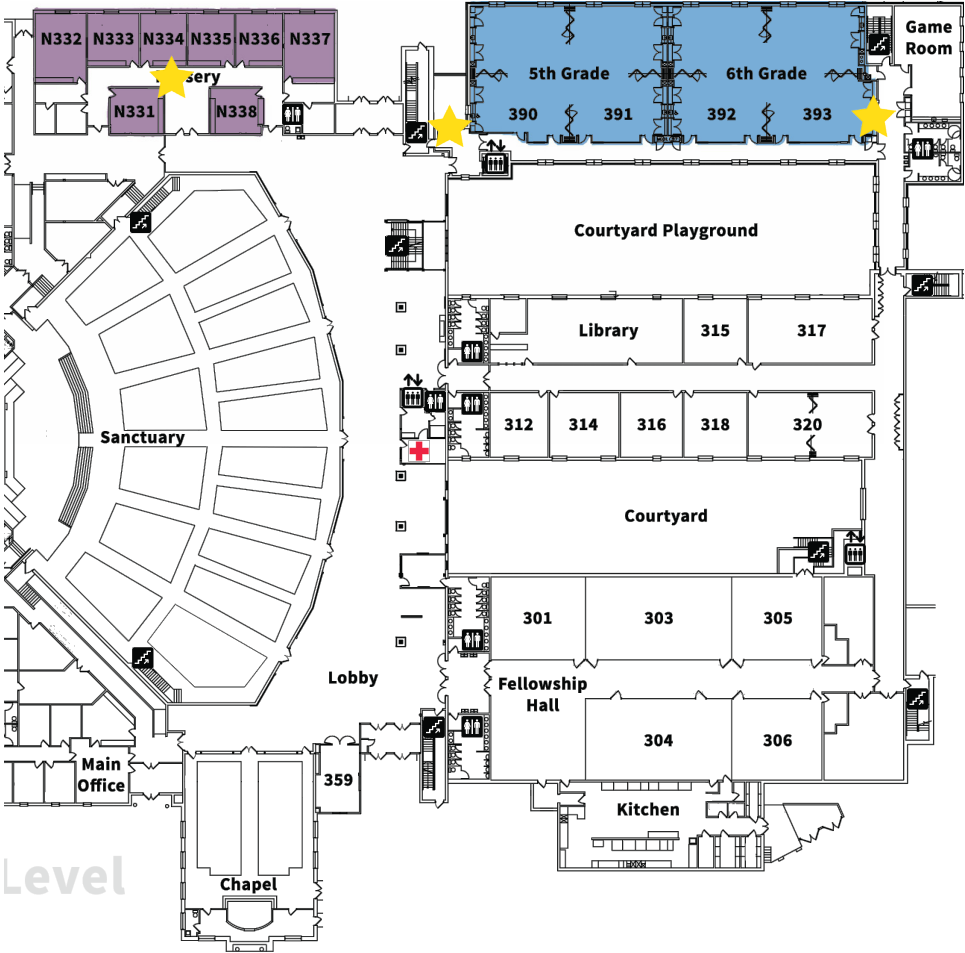 N332 N333 N334 N335 N336 N337
sery
N331 N338
5th Grade 6th Grade
390 391 392 393
Game
Room
Courtyard Playground
Library 315 317
312 314 316 318 320
Sanctuary
Courtyard
301 303 305
Lobby
Fellowship
Hall
304 306
Main
Office
359
Kitchen
Chapel
Level